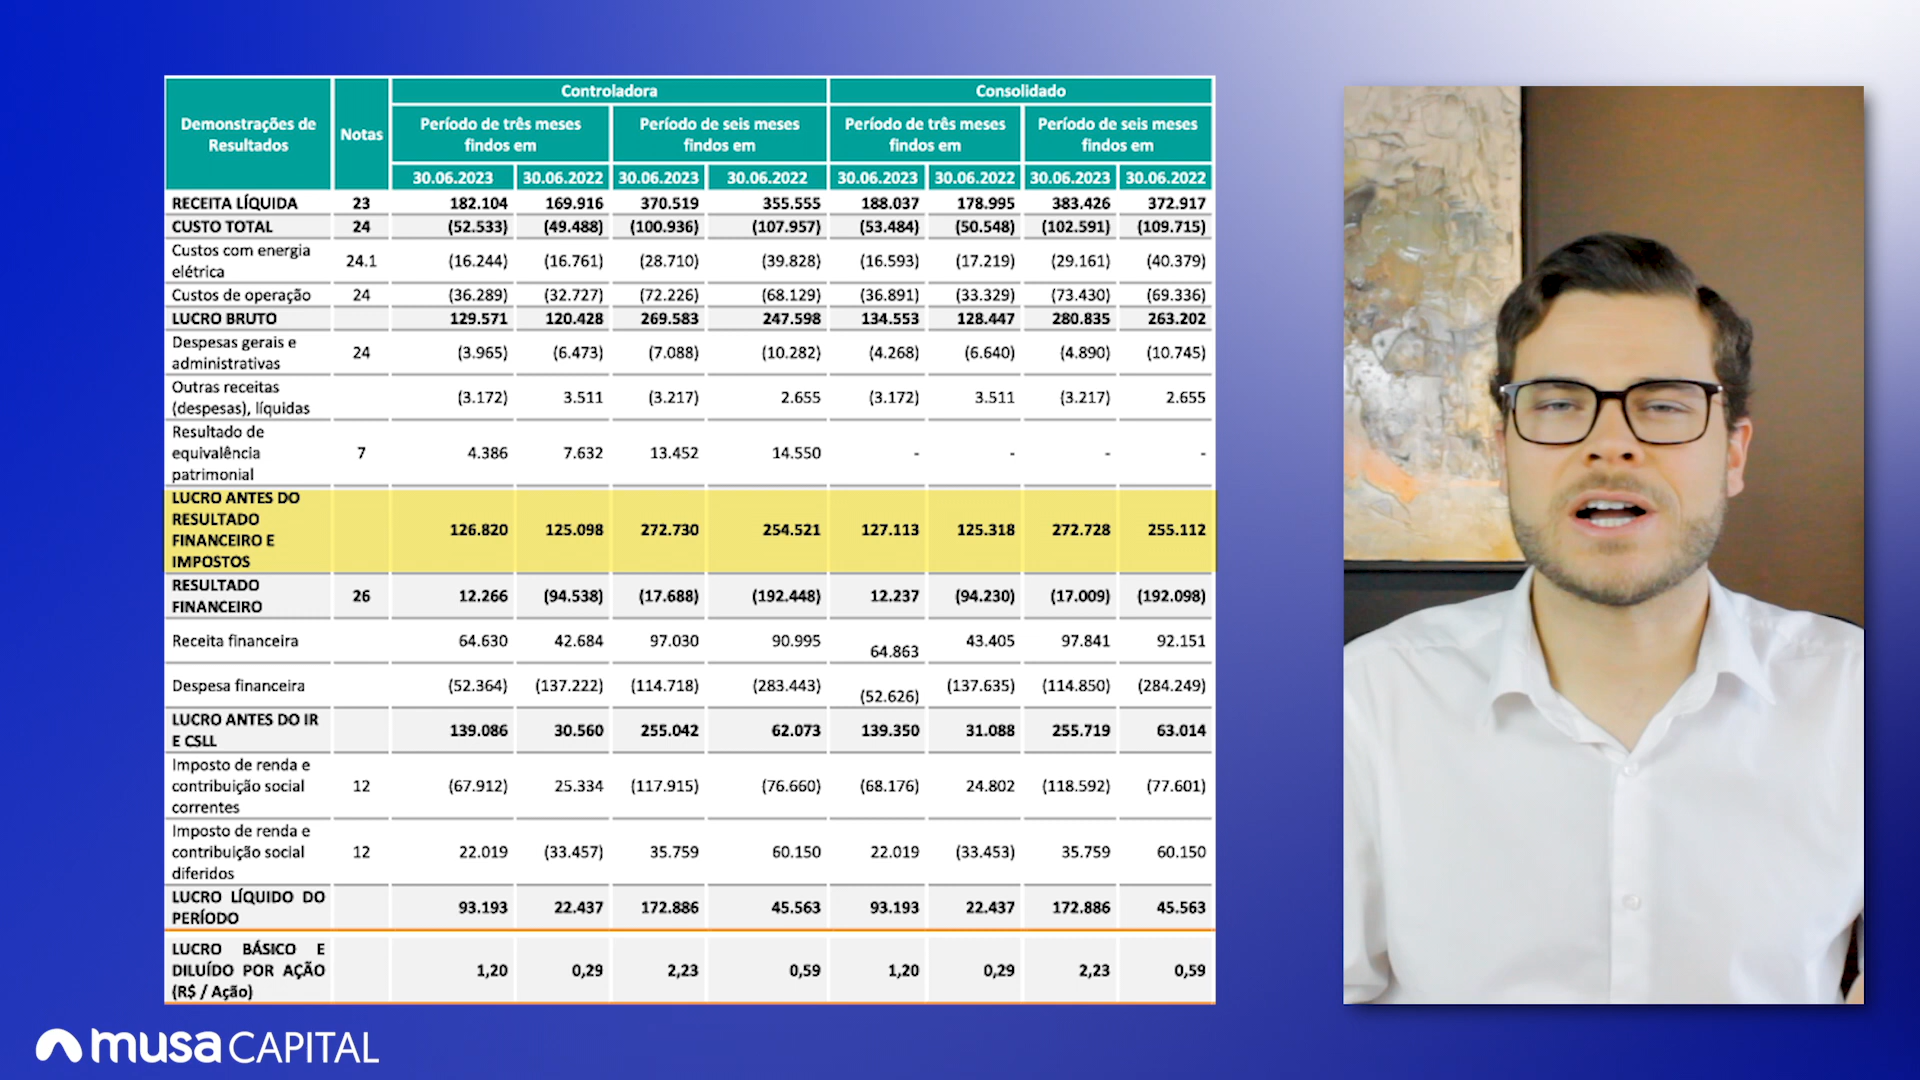 Controladora Consolidado
Demonstrações de Resultados Notas Período de três meses findos em Período de seis meses findos em Período de três meses findos em Período de seis meses findos em
30.06.2023 30.06.2022 30.06.2023 30.06.2022 30.06.2023 30.06.2022 30.06.2023 30.06.2022
RECEITA LÍQUIDA 23 182.104 169.916 370.519 355.555 188.037 178.995 383.426 372.917
CUSTO TOTAL 24 (52.533) (49.488) (100.936) (107.957) (53.484) (50.548) (102.591) (109.715)
Custos com energia elétrica 24.1 (16.244) (16.761) (28.710) (39.828) (16.593) (17.219) (29.161) (40.379)
Custos de operação 24 (36.289) (32.727) (72.226) (68.129) (36.891) (33.329) (73.430) (69.336)
LUCRO BRUTO 129.571 120.428 269.583 247.598 134.553 128.447 280.835 263.202
Despesas gerais e administrativas 24 (3.965) (6.473) (7.088) (10.282) (4.268) (6.640) (4.890) (10.745)
Outras receitas (despesas), líquidas (3.172) 3.511 (3.217) 2.655 (3.172) 3.511 (3.217) 2.655
Resultado de equivalência patrimonial 7 4.386 7.632 13.452 14.550 - - - -
LUCRO ANTES DO RESULTADO FINANCEIRO E IMPOSTOS 126.820 125.098 272.730 254.521 127.113 125.318 272.728 255.112
RESULTADO FINANCEIRO 26 12.266 (94.538) (17.688) (192.448) 12.237 (94.230) (17.009) (192.098)
Receita financeira 64.630 42.684 97.030 90.995 64.863 43.405 97.841 92.151
Despesa financeira (52.364) (137.222) (114.718) (283.443) (52.626) (137.635) (114.850) (284.249)
LUCRO ANTES DO IR E CSLL 139.086 30.560 255.042 62.073 139.350 31.088 255.719 63.014
Imposto de renda e contribuição social correntes 12 (67.912) 25.334 (117.915) (76.660) (68.176) 24.802 (118.592) (77.601)
Imposto de renda e contribuição social diferidos 12 22.019 (33.457) 35.759 60.150 22.019 (33.453) 35.759 60.150
LUCRO LÍQUIDO DO PERÍODO 93.193 22.437 172.886 45.563 93.193 22.437 172.886 45.563
LUCRO BÁSICO E DILUÍDO POR AÇÃO (R$ / Ação) 1,20 0,29 2,23 0,59 1,20 0,29 2,23 0,59
musa CAPITAL